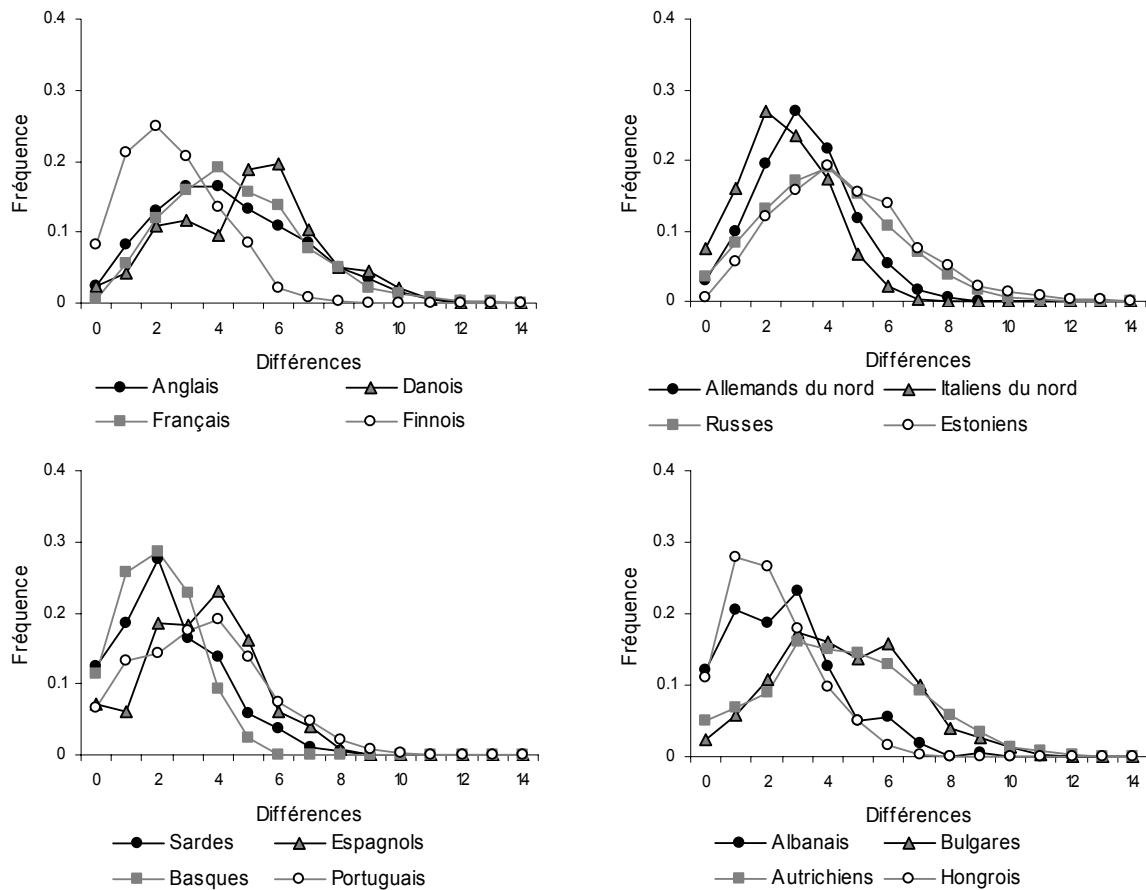 0.4
0.3
0.2
0.1
0
Fréquence
0 2 4 6 8 10 12 14
Différences
Anglais Danois
Français Finnois
0.4
0.3
0.2
0.1
0
Fréquence
0 2 4 6 8 10 12 14
Différences
Allemands du nord Italiens du nord
Russes Estoniens
0.4
0.3
0.2
0.1
0
Fréquence
0 2 4 6 8 10 12 14
Différences
Sardes Espagnols
Basques Portuguais
0.4
0.3
0.2
0.1
0
Fréquence
0 2 4 6 8 10 12 14
Différences
Albanais Bulgares
Autrichiens Hongrois